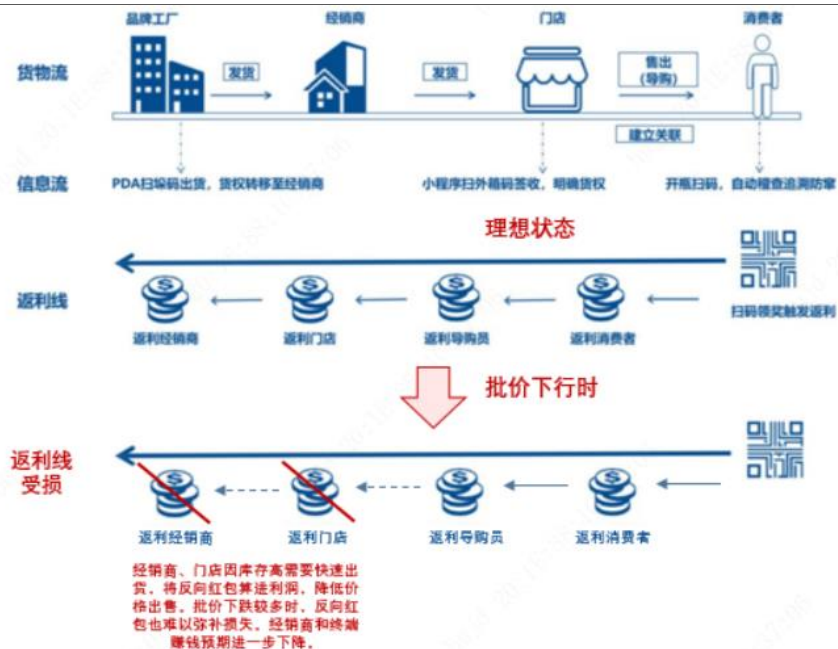 品牌工厂
经销商
门店
消费者
货物流
发货
发货
售出
(导购)
建立关联
信息流
PDA扫垛码出货，货权转移至经销商
小程序扫外箱码签收，明确货权
开瓶扫码，自动稽查追溯防窜
理想状态
返利线
返利经销商
返利门店
返利导购员
返利消费者
扫码领奖触发返利
批价下行时
返利线
受损
返利经销商
返利门店
返利导购员
返利消费者
经销商、门店因库存高需要快速出
货，将反向红包算进利润，降低价
格出售。批价下跌较多时，反向红
包也难以弥补损失。经销商和终端
赚钱预期进一步下降。